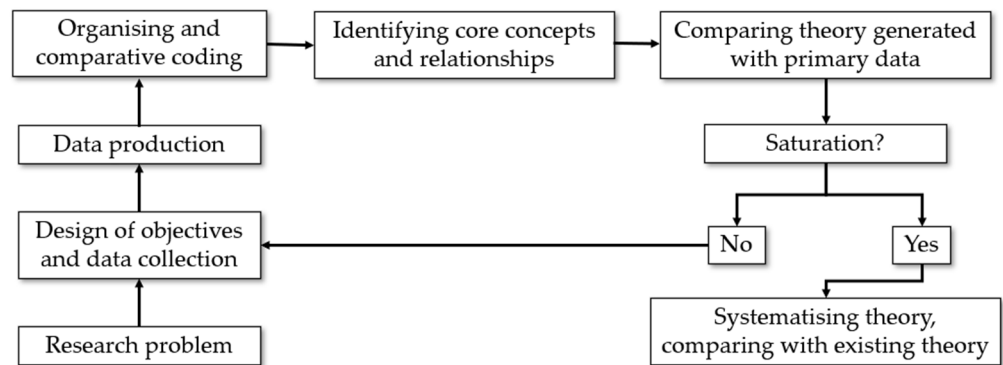 Organising and
comparative coding
Identifying core concepts
and relationships
Comparing theory generated
with primary data
Data production
Saturation?
Design of objectives
and data collection
No
Yes
Research problem
Systematising theory,
comparing with existing theory